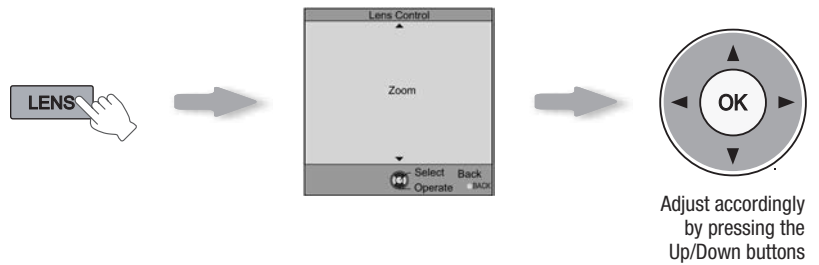 LENS
Lens Control
Zoom
Select Back
Operate BACK
OK
Adjust accordingly
by pressing the
Up/Down buttons